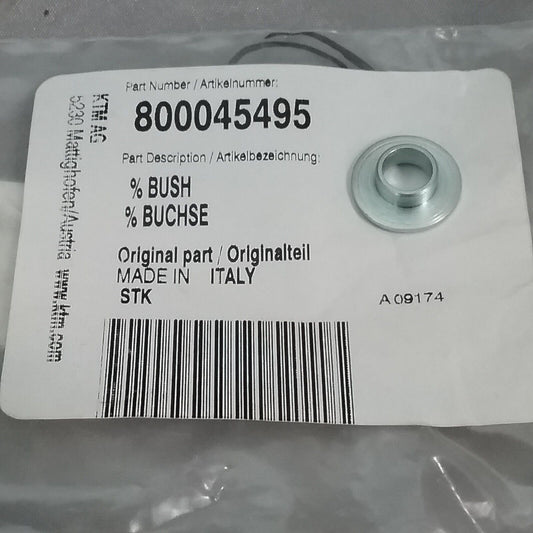 Part Number / Artikelnummer:
800045495
Part Description / Artikelbezeichnung:
% BUSH
% BUCHSE
Original part / Originalteil
MADE IN ITALY
STK
A 09174
KTM AG
5230 Mattighofen/Austria www.ktm.com